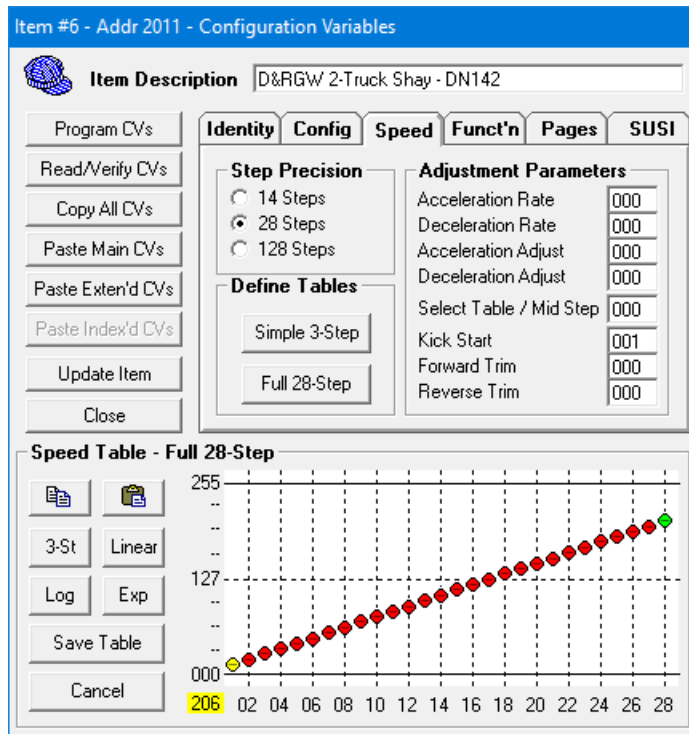 Item #6 - Addr 2011 - Configuration Variables
Item Description D&RGW 2-Truck Shay - DN142
Program CVs
Read/Verify CVs
Copy All CVs
Paste Main CVs
Paste Exten'd CVs
Paste Index'd CVs
Update Item
Close
Identity Config Speed Funct'n Pages SUSI
Step Precision
14 Steps
28 Steps
128 Steps
Define Tables
Simple 3-Step
Full 28-Step
Adjustment Parameters
Acceleration Rate 000
Deceleration Rate 000
Acceleration Adjust 000
Deceleration Adjust 000
Select Table / Mid Step 000
Kick Start 001
Forward Trim 000
Reverse Trim 000
Speed Table - Full 28-Step
3-St Linear
Log Exp
Save Table
Cancel
255
--
--
127
--
--
000
206 02 04 06 08 10 12 14 16 18 20 22 24 26 28